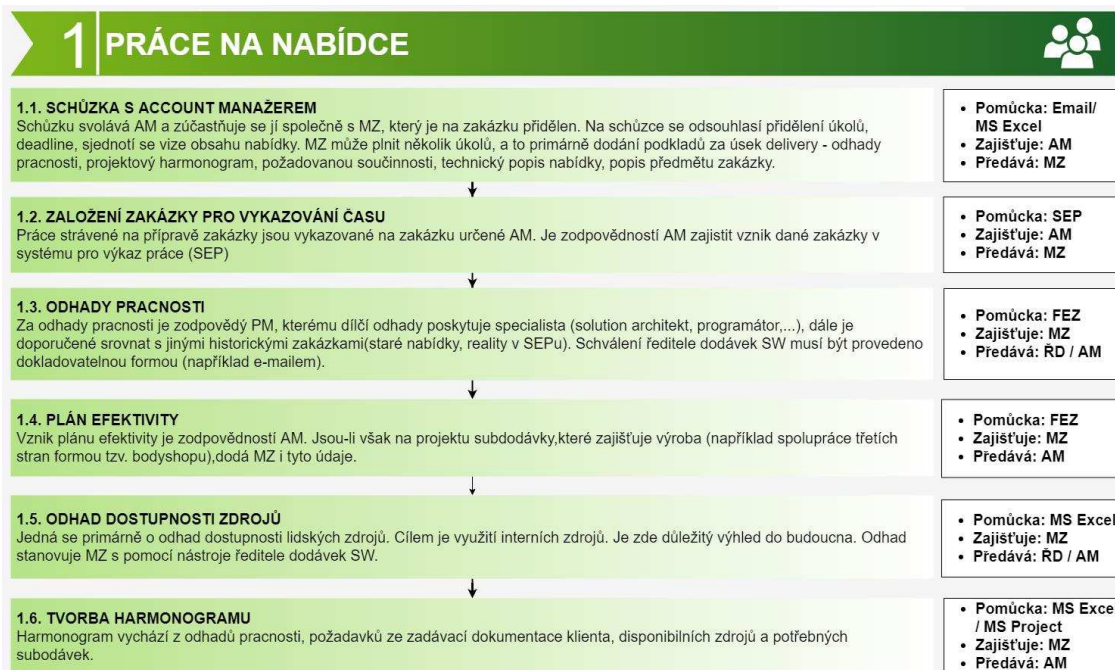 1 PRÁCE NA NABÍDCE
1.1. SCHŮZKA S ACCOUNT MANAŽEREM
Schůzku svolává AM a zúčastňuje se jí společně s MZ, který je na zakázku přidělen. Na schůzce se odsouhlasí přidělení úkolů,
deadline, sjednotí se vize obsahu nabídky. MZ může plnit několik úkolů, a to primárně dodání podkladů za úsek delivery - odhady
pracnosti, projektový harmonogram, požadovanou součinnosti, technický popis nabídky, popis předmětu zakázky.
• Pomůcka: Email/
MS Excel
• Zajišťuje: AM
• Předává: MZ
1.2. ZALOŽENÍ ZAKÁZKY PRO VYKAZOVÁNÍ ČASU
Práce strávené na přípravě zakázky jsou vykazované na zakázku určené AM. Je zodpovědností AM zajistit vznik dané zakázky v
systému pro výkaz práce (SEP)
• Pomůcka: SEP
• Zajišťuje: AM
• Předává: MZ
1.3. ODHADY PRACNOSTI
Za odhady pracnosti je zodpovědý PM, kterému dílčí odhady poskytuje specialista (solution architekt, programátor,...), dále je
doporučené srovnat s jinými historickými zakázkami(staré nabídky, reality v SEPu). Schválení ředitele dodávek SW musí být provedeno
dokladovatelnou formou (například e-mailem).
• Pomůcka: FEZ
• Zajišťuje: MZ
• Předává: ŘD / AM
1.4. PLÁN EFEKTIVITY
Vznik plánu efektivity je zodpovědností AM. Jsou-li však na projektu subdodávky,které zajišťuje výroba (například spolupráce třetích
stran formou tzv. bodyshopu),dodá MZ i tyto údaje.
• Pomůcka: FEZ
• Zajišťuje: MZ
• Předává: AM
1.5. ODHAD DOSTUPNOSTI ZDROJŮ
Jedná se primárně o odhad dostupnosti lidských zdrojů. Cílem je využití interních zdrojů. Je zde důležitý výhled do budoucna. Odhad
stanovuje MZ s pomocí nástroje ředitele dodávek SW.
• Pomůcka: MS Excel
• Zajišťuje: MZ
• Předává: ŘD / AM
1.6. TVORBA HARMONOGRAMU
Harmonogram vychází z odhadů pracnosti, požadavků ze zadávací dokumentace klienta, disponibilních zdrojů a potřebných
subodávek.
• Pomůcka: MS Exce
/ MS Project
• Zajišťuje: MZ
• Předává: AM